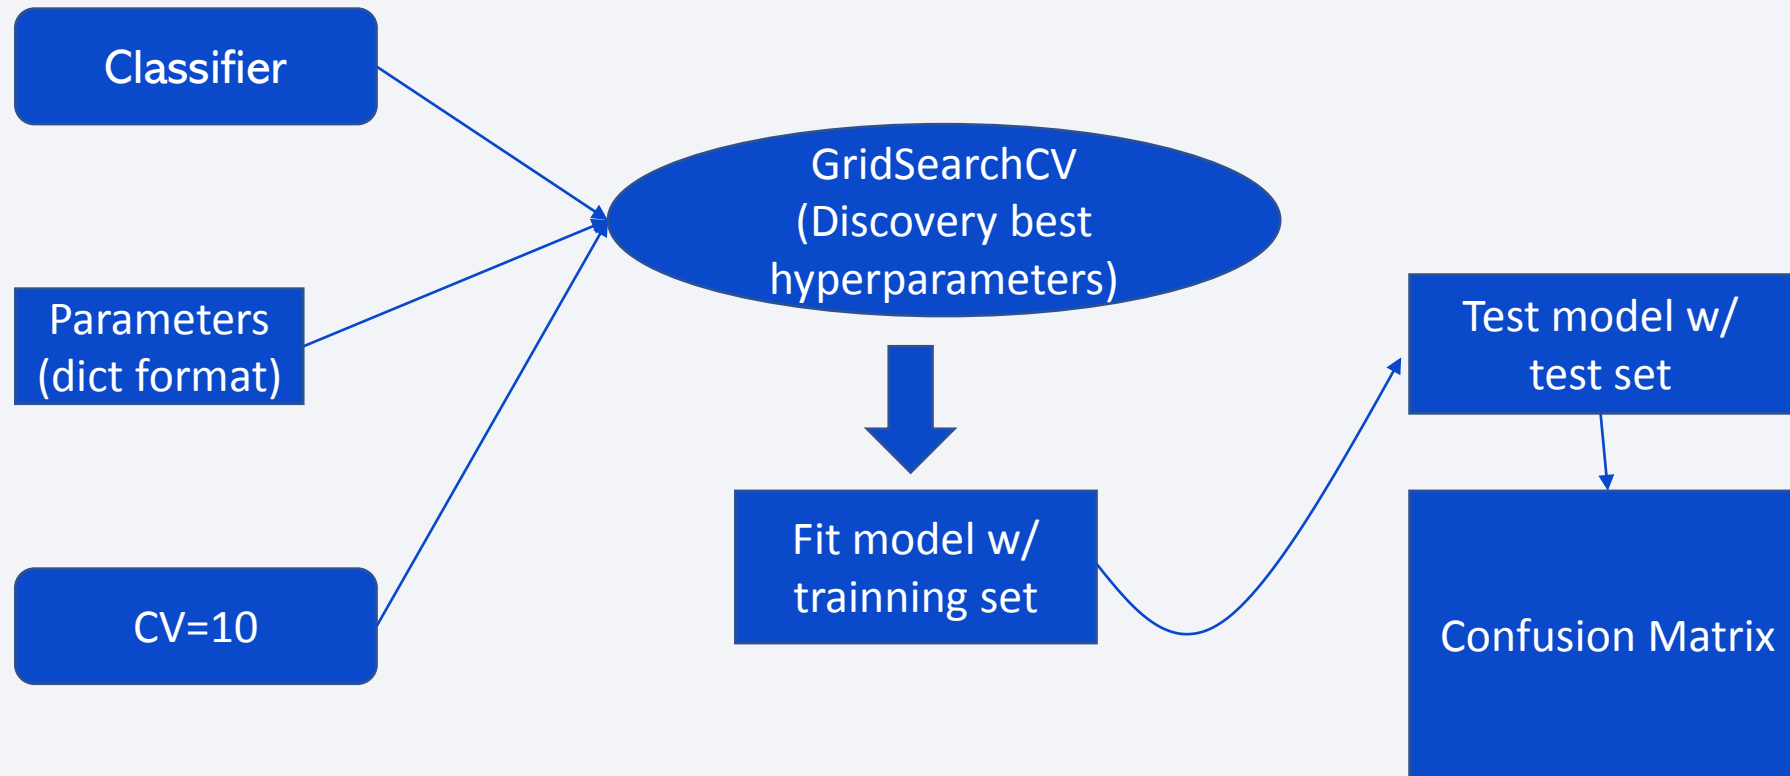 Classifier
GridSearchCV
(Discovery best
hyperparameters)
Parameters
(dict format)
Test model w/
test set
Fit model w/
trainning set
CV=10
Confusion Matrix